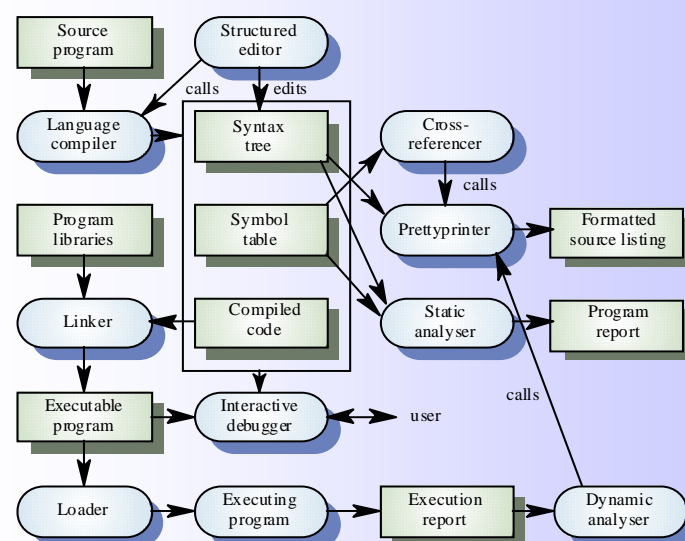 Source
program
Structured
editor
calls
edits
Language
compiler
Syntax
tree
Cross-
referencer
calls
Program
libraries
Symbol
table
Prettyprinter
Formatted
source listing
Linker
Compiled
code
Static
analyser
Program
report
calls
Executable
program
Interactive
debugger
user
Loader
Executing
program
Execution
report
Dynamic
analyser